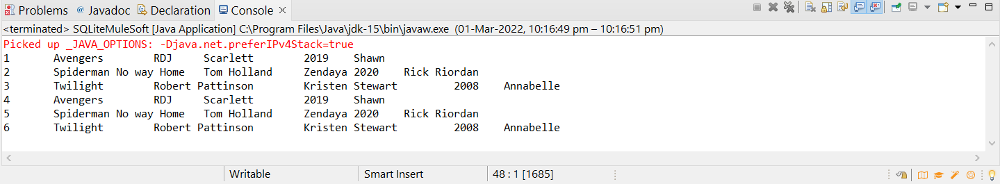 Problems @ Javadoc Declaration Console
<terminated> SQLiteMuleSoft [Java Application] C:\Program Files\Java\jdk-15\bin\javaw.exe (01-Mar-2022, 10:16:49 pm – 10:16:51 pm)
Picked up _JAVA_OPTIONS: -Djava.net.preferIPv4Stack=true
1 Avengers RDJ Scarlett 2019 Shawn
2 Spiderman No way Home Tom Holland Zendaya 2020 Rick Riordan
3 Twilight Robert Pattinson Kristen Stewart 2008 Annabelle
4 Avengers RDJ Scarlett 2019 Shawn
5 Spiderman No way Home Tom Holland Zendaya 2020 Rick Riordan
6 Twilight Robert Pattinson Kristen Stewart 2008 Annabelle
Writable Smart Insert 48 : 1 [1685]